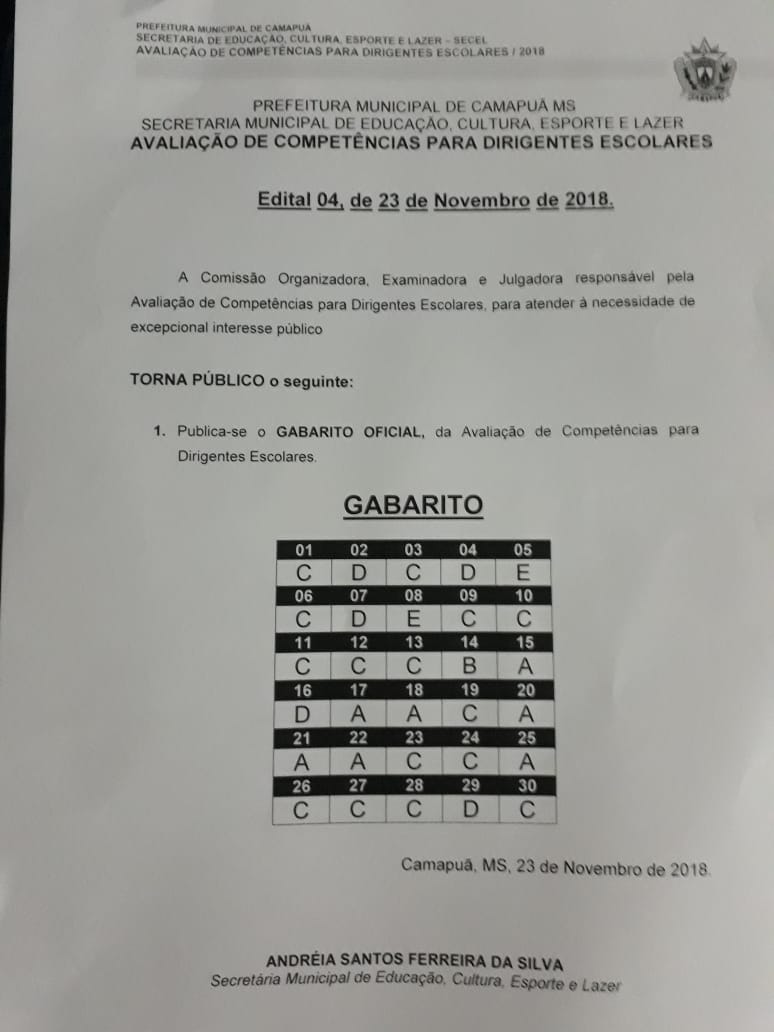 PREFEITURA MUNICIPAL DE CAMAPUÃ
SECRETARIA DE EDUCAÇÃO, CULTURA, ESPORTE E LAZER - SECEL
AVALIAÇÃO DE COMPETÊNCIAS PARA DIRIGENTES ESCOLARES / 2018
PREFEITURA MUNICIPAL DE CAMAPUÃ MS
SECRETARIA MUNICIPAL DE EDUCAÇÃO, CULTURA, ESPORTE E LAZER
AVALIAÇÃO DE COMPETÊNCIAS PARA DIRIGENTES ESCOLARES
Edital 04, de 23 de Novembro de 2018.
A Comissão Organizadora, Examinadora e Julgadora responsável pela
Avaliação de Competências para Dirigentes Escolares, para atender à necessidade de
excepcional interesse público
TORNA PÚBLICO o seguinte:
1. Publica-se o GABARITO OFICIAL, da Avaliação de Competências para
Dirigentes Escolares.
GABARITO
01 02 03 04 05
C D C D E
06 07 08 09 10
C D E C C
11 12 13 14 15
C C C B A
16 17 18 19 20
D A A C A
21 22 23 24 25
A A C C A
26 27 28 29 30
C C C D C
Camapuã, MS, 23 de Novembro de 2018.
ANDRÉIA SANTOS FERREIRA DA SILVA
Secretária Municipal de Educação, Cultura, Esporte e Lazer